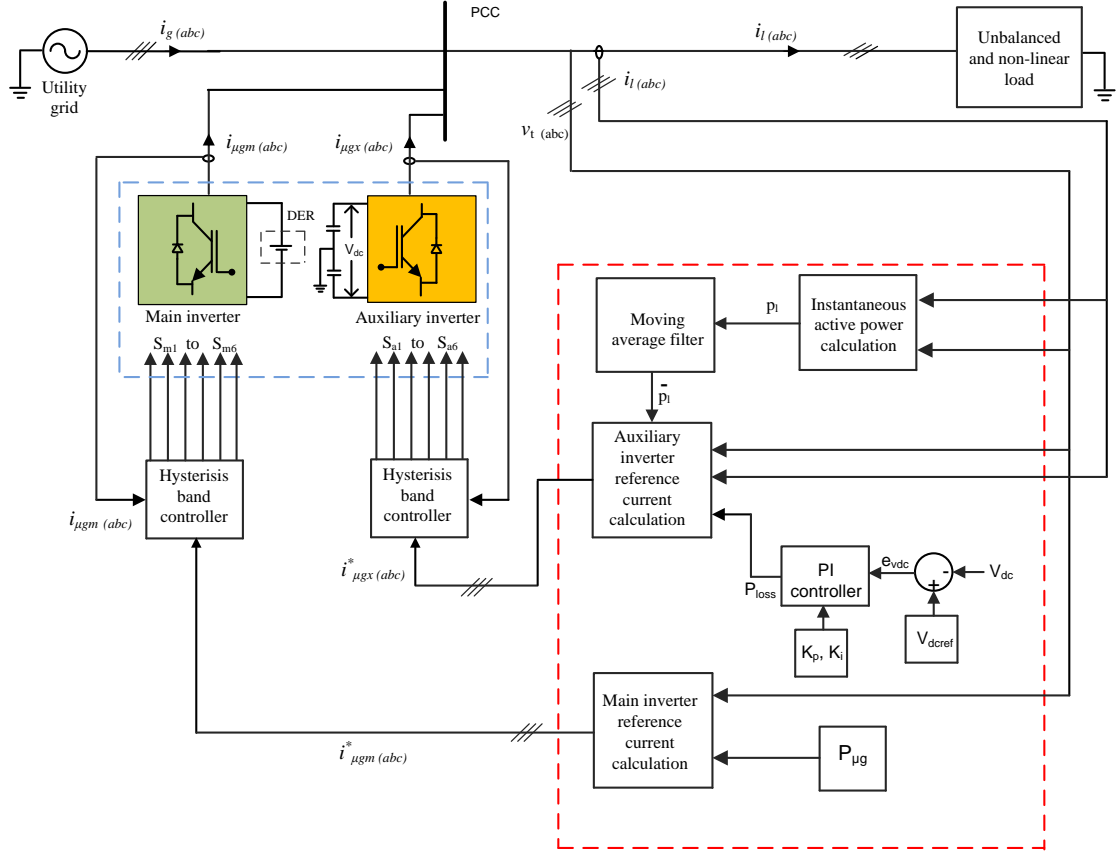 PCC
i_g (abc)
i_l (abc)
Unbalanced
and non-linear
load
Utility
grid
i_l (abc)
v_t (abc)
i_μgm (abc)
i_μgx (abc)
DER
V_dc
Main inverter
Auxiliary inverter
S_m1 to S_m6
S_a1 to S_a6
Moving
average filter
p_l
Instantaneous
active power
calculation
p̄_l
Auxiliary
inverter
reference
current
calculation
Hysterisis
band
controller
Hysterisis
band
controller
i_μgm (abc)
i*_μgx (abc)
P_loss
PI
controller
e_vdc
-
+
V_dc
K_p, K_i
V_dcref
Main inverter
reference
current
calculation
P_μg
i*_μgm (abc)